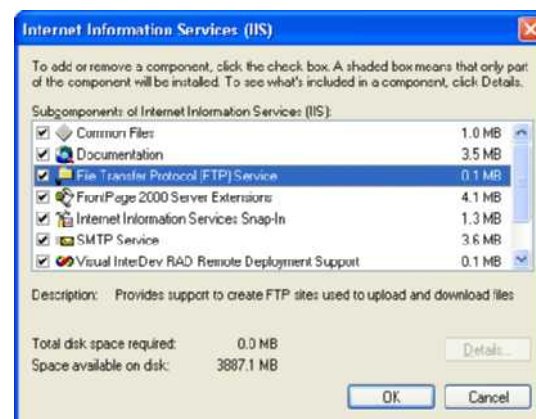 Internet Information Services (IIS)
To add or remove a component, click the check box. A shaded box means that only part
of the component will be installed. To see what's included in a component, click Details.
Subcomponents of Internet Information Services (IIS):
Common Files 1.0 MB
Documentation 3.5 MB
File Transfer Protocol (FTP) Service 0.1 MB
FrontPage 2000 Server Extensions 4.1 MB
Internet Information Services Snap-In 1.3 MB
SMTP Service 3.6 MB
Visual InterDev RAD Remote Deployment Support 0.1 MB
Description: Provides support to create FTP sites used to upload and download files
Total disk space required: 0.0 MB
Space available on disk: 3887.1 MB
Details...
OK
Cancel